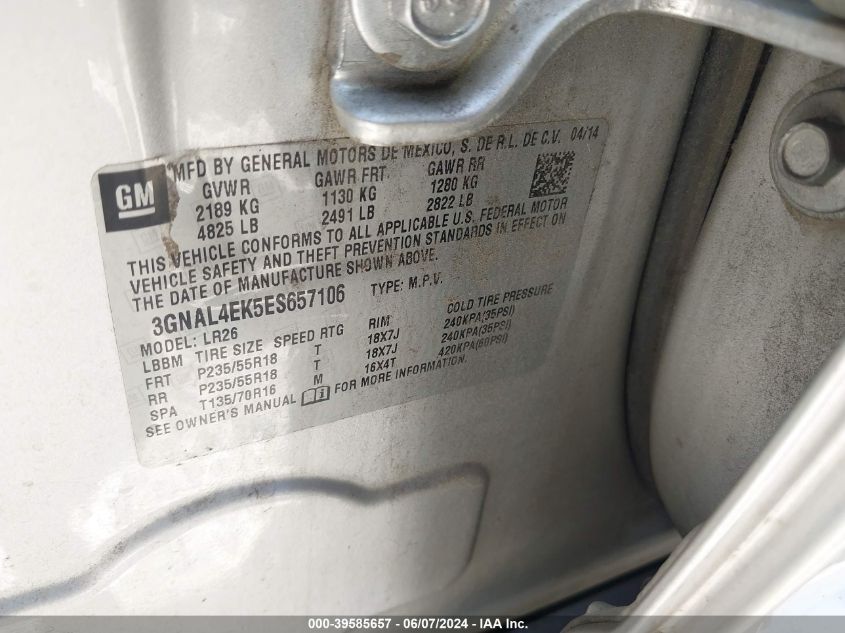 MFD BY GENERAL MOTORS DE MEXICO, S. DE R.L. DE C.V. 04/14
GM
GVWR GAWR FRT. GAWR RR
2189 KG 1130 KG 1280 KG
4825 LB 2491 LB 2822 LB
THIS VEHICLE CONFORMS TO ALL APPLICABLE U.S. FEDERAL MOTOR
VEHICLE SAFETY AND THEFT PREVENTION STANDARDS IN EFFECT ON
THE DATE OF MANUFACTURE SHOWN ABOVE.
3GNAL4EK5ES657106 TYPE: M.P.V.
MODEL: LR26
LBBM TIRE SIZE SPEED RTG RIM COLD TIRE PRESSURE
FRT P235/55R18 T 18X7J 240KPA(35PSI)
RR P235/55R18 T 18X7J 240KPA(35PSI)
SPA T135/70R16 M 16X4T 420KPA(60PSI)
SEE OWNER'S MANUAL FOR MORE INFORMATION.
000-39585657 - 06/07/2024 - IAA Inc.